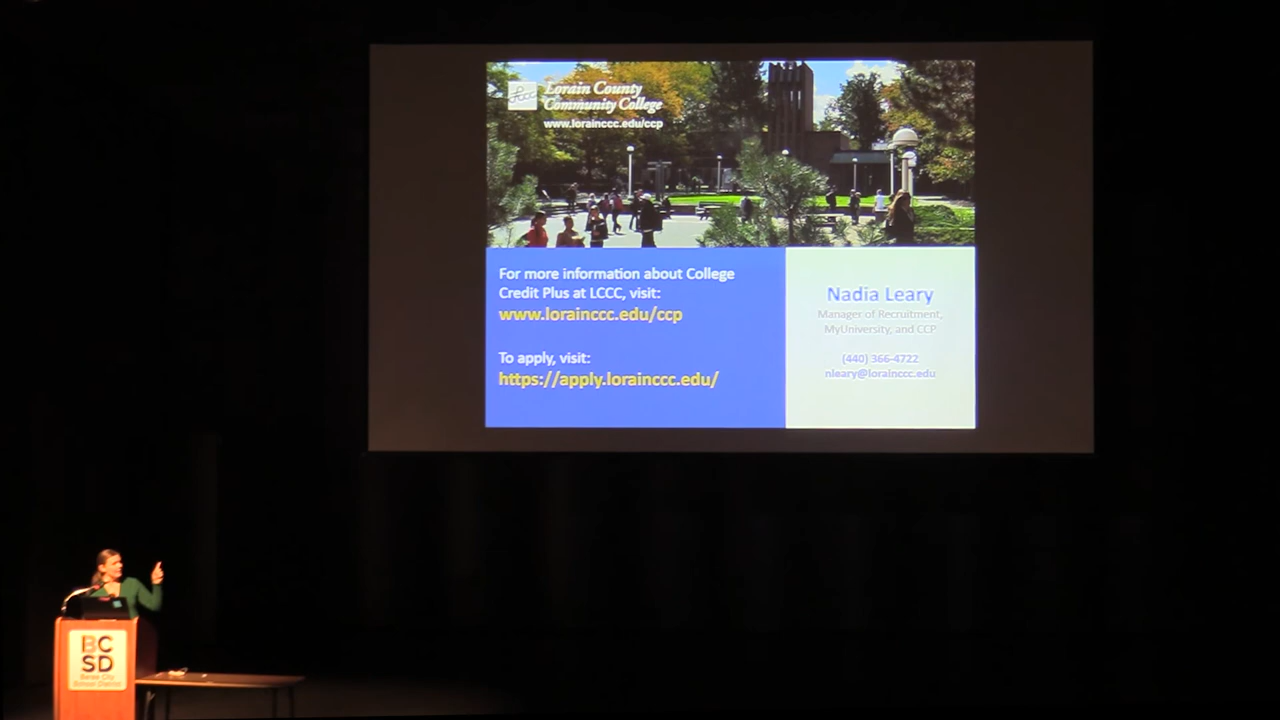 Lorain County
Community College
www.lorainccc.edu/ccp
For more information about College
Credit Plus at LCCC, visit:
www.lorainccc.edu/ccp
To apply, visit:
https://apply.lorainccc.edu/
Nadia Leary
Manager of Recruitment,
MyUniversity, and CCP
(440) 366-4722
nleary@lorainccc.edu
BC
SD